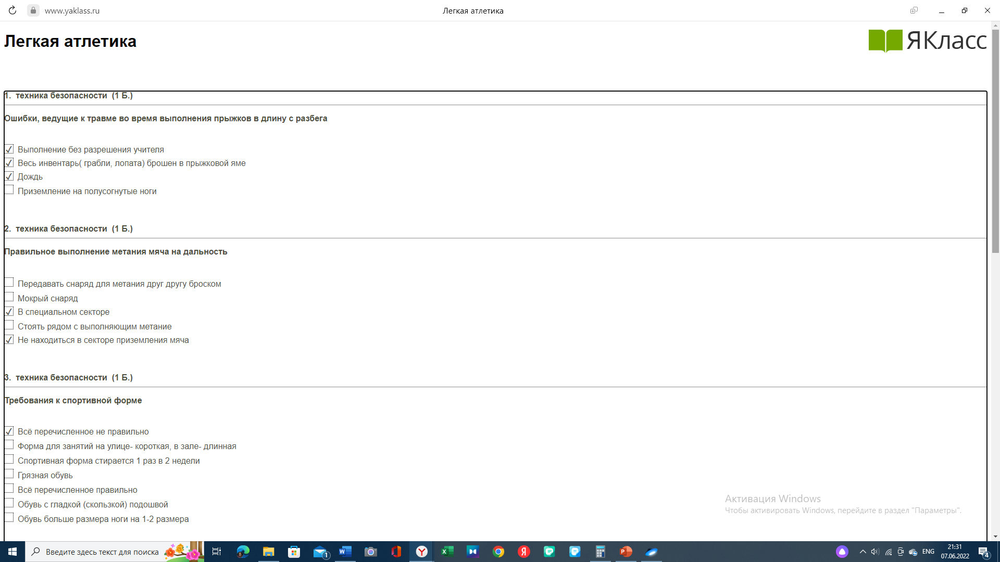 www.yaklass.ru
Легкая атлетика
Легкая атлетика
ЯКласс
1. техника безопасности (1 Б.)
Ошибки, ведущие к травме во время выполнения прыжков в длину с разбега
Выполнение без разрешения учителя
Весь инвентарь( грабли, лопата) брошен в прыжковой яме
Дождь
Приземление на полусогнутые ноги
2. техника безопасности (1 Б.)
Правильное выполнение метания мяча на дальность
Передавать снаряд для метания друг другу броском
Мокрый снаряд
В специальном секторе
Стоять рядом с выполняющим метание
Не находиться в секторе приземления мяча
3. техника безопасности (1 Б.)
Требования к спортивной форме
Всё перечисленное не правильно
Форма для занятий на улице- короткая, в зале- длинная
Спортивная форма стирается 1 раз в 2 недели
Грязная обувь
Всё перечисленное правильно
Обувь с гладкой (скользкой) подошвой
Обувь больше размера ноги на 1-2 размера
Активация Windows
Чтобы активировать Windows, перейдите в раздел "Параметры".
Введите здесь текст для поиска
1
ENG
21:31
07.06.2022
4